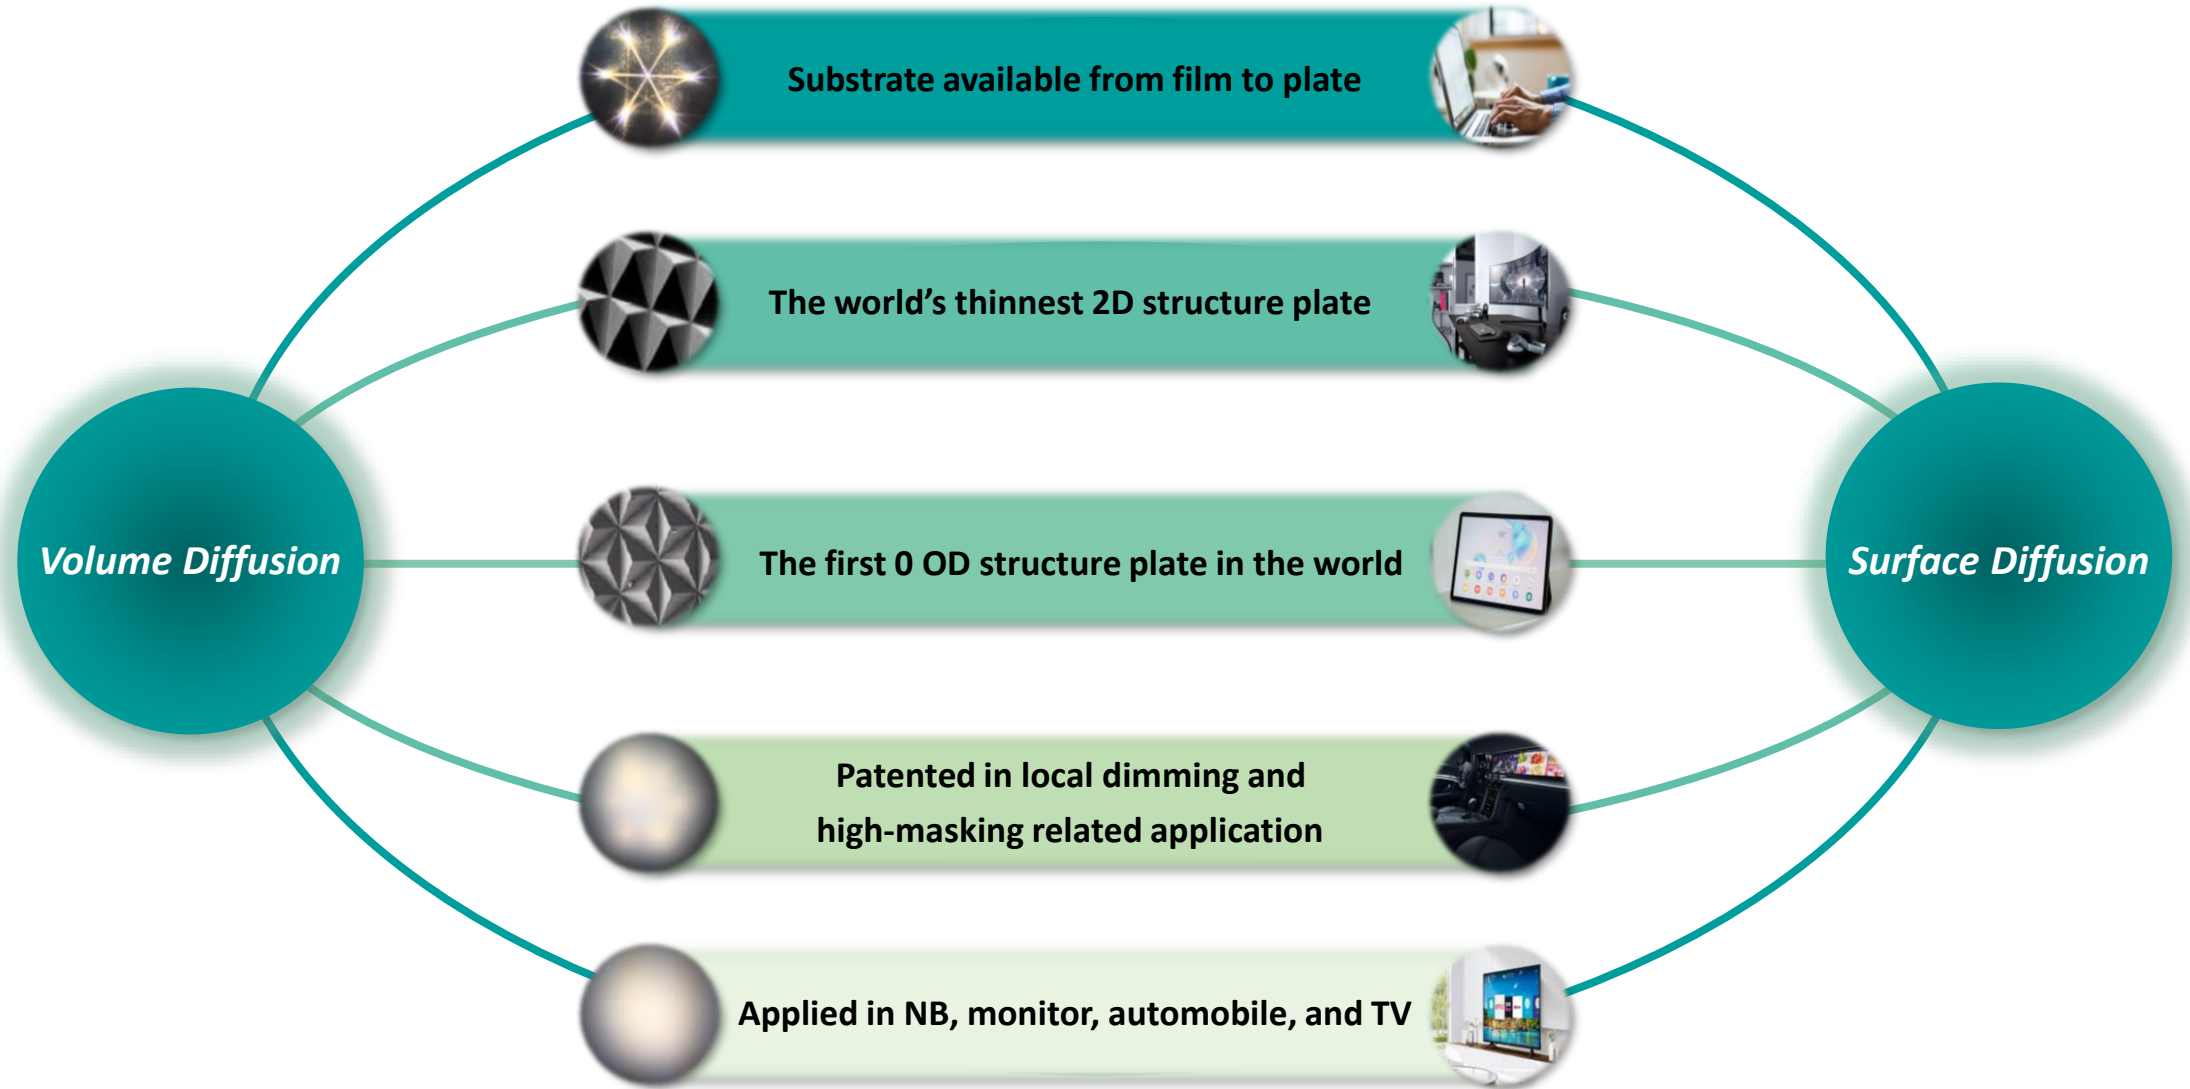 Substrate available from film to plate
The world’s thinnest 2D structure plate
Volume Diffusion
The first 0 OD structure plate in the world
Surface Diffusion
Patented in local dimming and
high-masking related application
Applied in NB, monitor, automobile, and TV